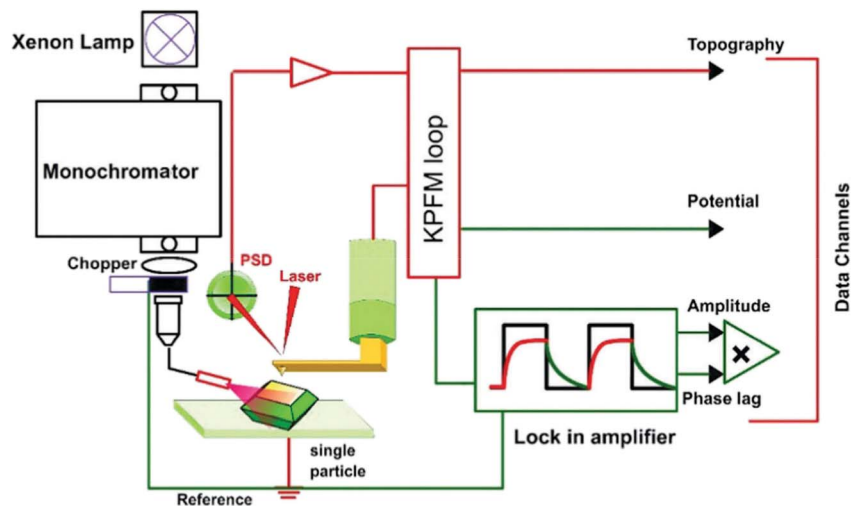 Xenon Lamp
Monochromator
Chopper
PSD
Laser
KPFM loop
Topography
Potential
Amplitude
Phase lag
Data Channels
Lock in amplifier
single
particle
Reference